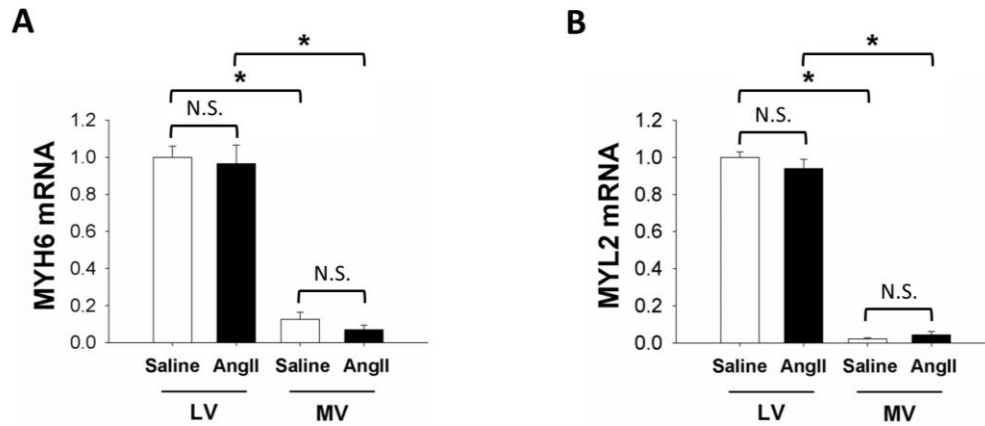 A
*
*
N.S.
MYH6 mRNA
1.2
1.0
0.8
0.6
0.4
0.2
0.0
N.S.
Saline AngII Saline AngII
LV MV
B
*
*
N.S.
MYL2 mRNA
1.2
1.0
0.8
0.6
0.4
0.2
0.0
N.S.
Saline AngII Saline AngII
LV MV